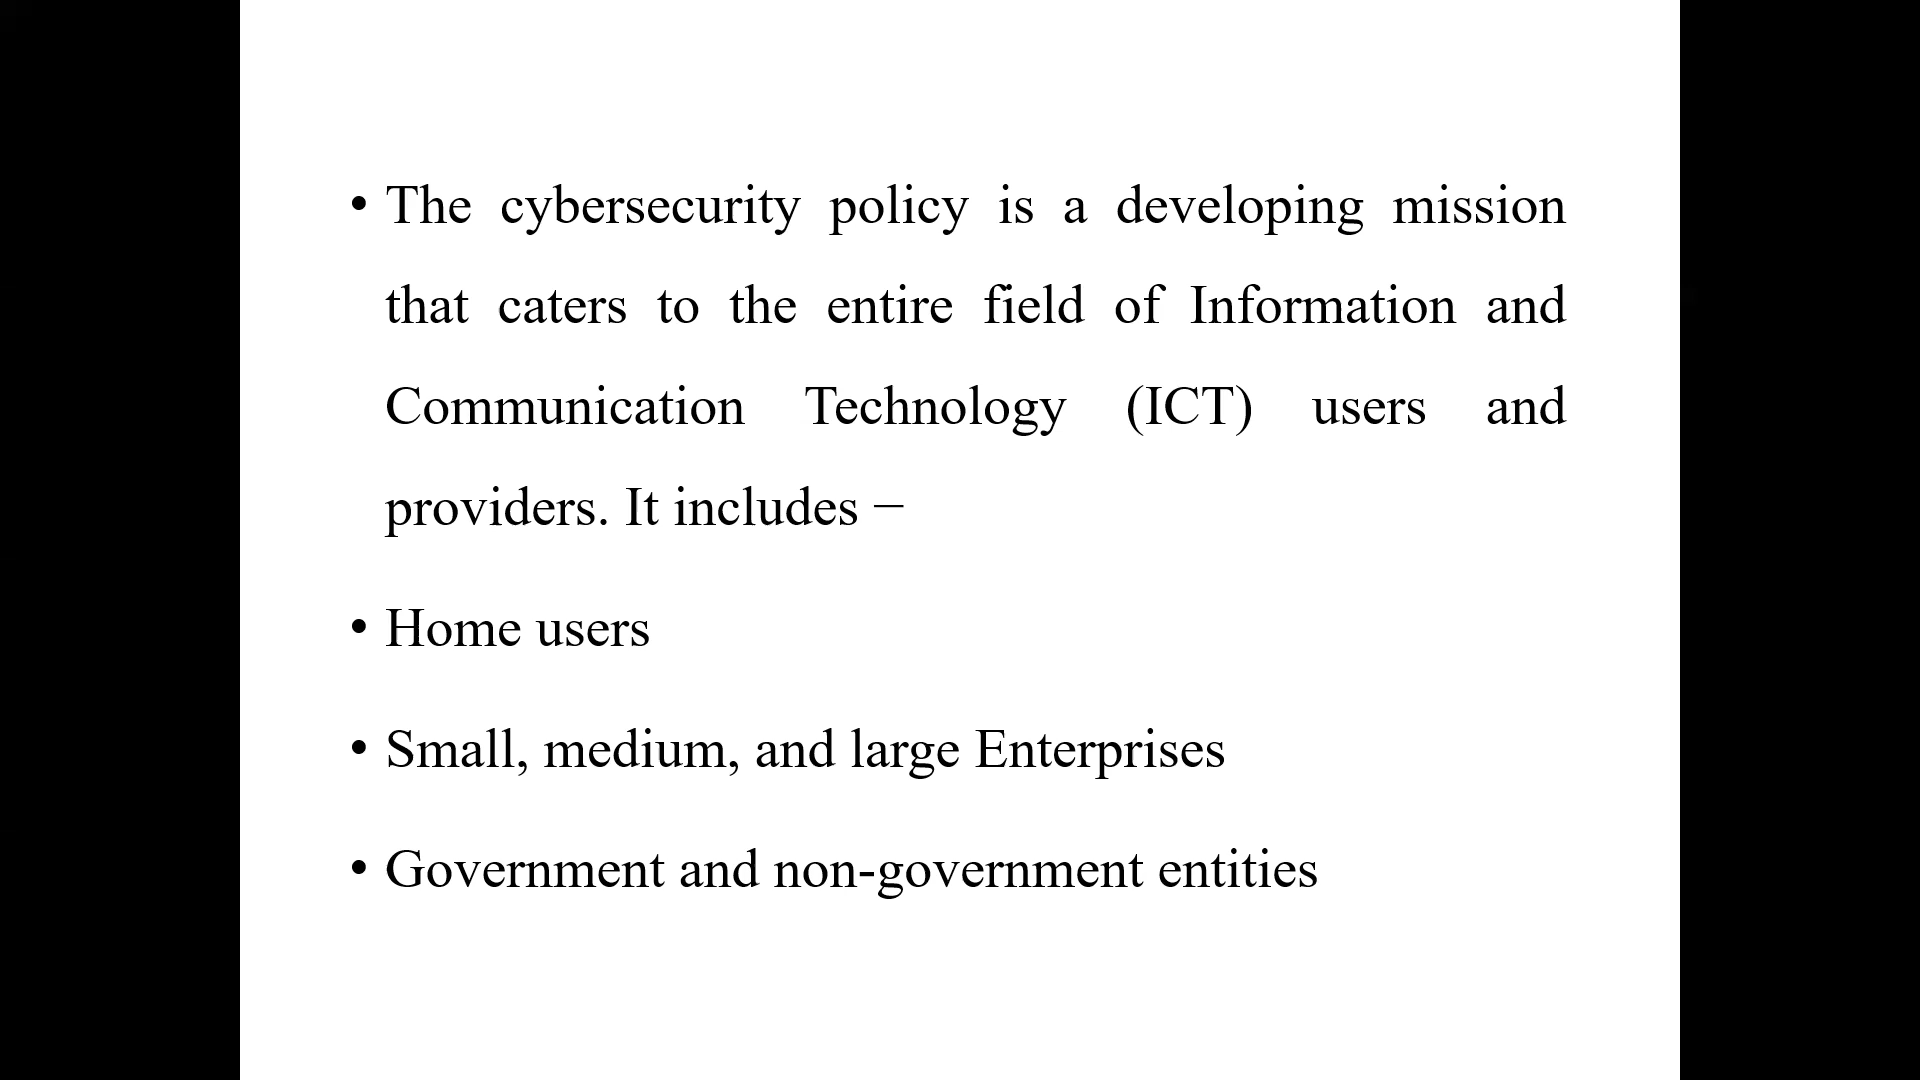 • The cybersecurity policy is a developing mission
that caters to the entire field of Information and
Communication Technology (ICT) users and
providers. It includes −
• Home users
• Small, medium, and large Enterprises
• Government and non-government entities